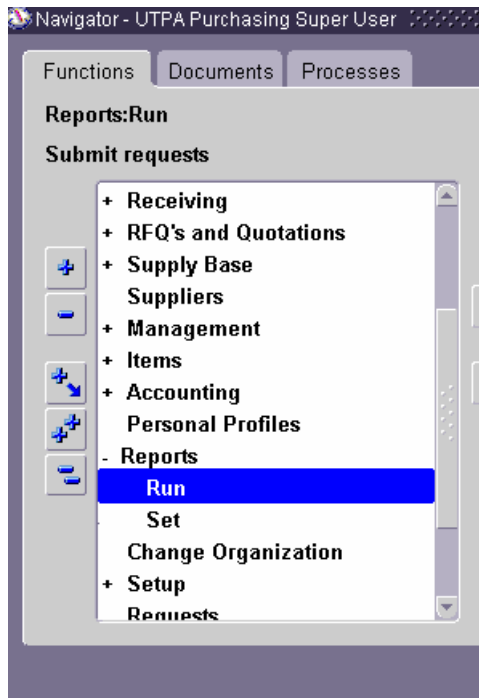 Navigator - UTPA Purchasing Super User
Functions Documents Processes
Reports:Run
Submit requests
+ Receiving
+ RFQ's and Quotations
+ Supply Base
Suppliers
+ Management
+ Items
+ Accounting
Personal Profiles
- Reports
Run
Set
Change Organization
+ Setup
Requests